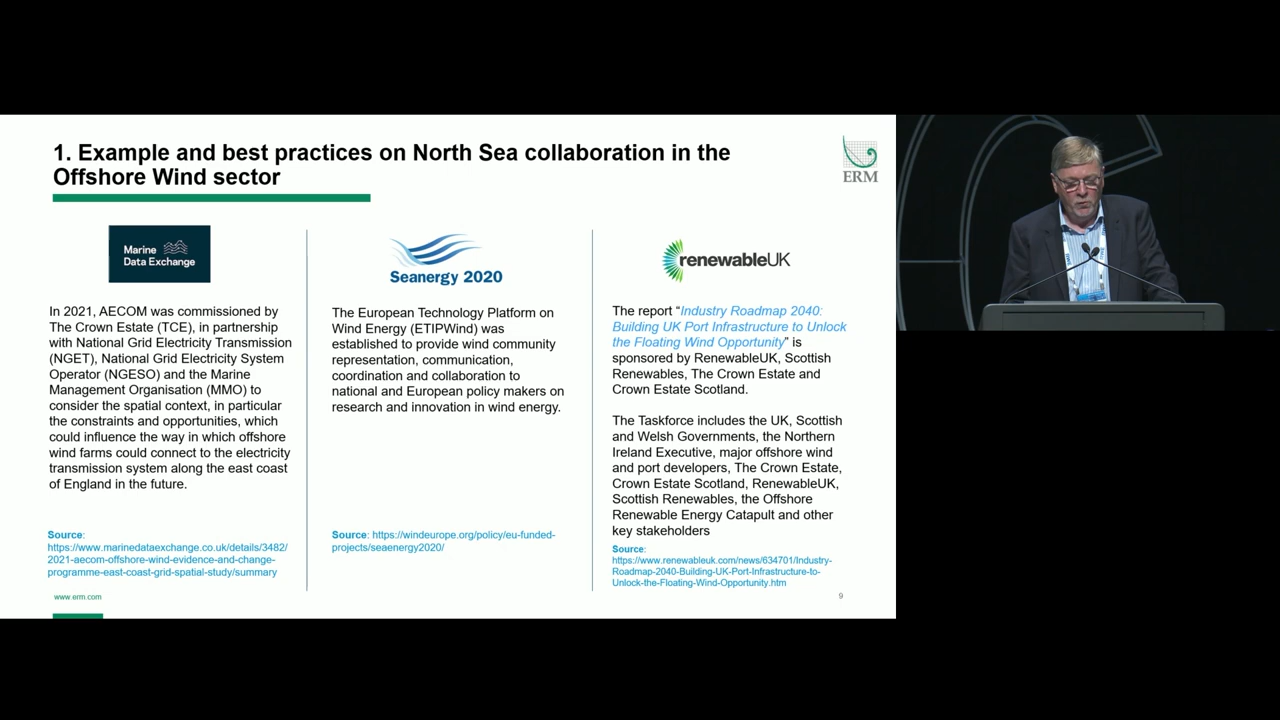 1. Example and best practices on North Sea collaboration in the
Offshore Wind sector
ERM
Marine
Data Exchange
In 2021, AECOM was commissioned by
The Crown Estate (TCE), in partnership
with National Grid Electricity Transmission
(NGET), National Grid Electricity System
Operator (NGESO) and the Marine
Management Organisation (MMO) to
consider the spatial context, in particular
the constraints and opportunities, which
could influence the way in which offshore
wind farms could connect to the electricity
transmission system along the east coast
of England in the future.
Source:
https://www.marinedataexchange.co.uk/details/3482/
2021-aecom-offshore-wind-evidence-and-change-
programme-east-coast-grid-spatial-study/summary
Seanergy 2020
The European Technology Platform on
Wind Energy (ETIPWind) was
established to provide wind community
representation, communication,
coordination and collaboration to
national and European policy makers on
research and innovation in wind energy.
Source: https://windeurope.org/policy/eu-funded-
projects/seaenergy2020/
renewableUK
The report “Industry Roadmap 2040:
Building UK Port Infrastructure to Unlock
the Floating Wind Opportunity” is
sponsored by RenewableUK, Scottish
Renewables, The Crown Estate and
Crown Estate Scotland.
The Taskforce includes the UK, Scottish
and Welsh Governments, the Northern
Ireland Executive, major offshore wind
and port developers, The Crown Estate,
Crown Estate Scotland, RenewableUK,
Scottish Renewables, the Offshore
Renewable Energy Catapult and other
key stakeholders
Source:
https://www.renewableuk.com/news/634701/Industry-
Roadmap-2040-Building-UK-Port-Infrastructure-to-
Unlock-the-Floating-Wind-Opportunity.htm
www.erm.com
9